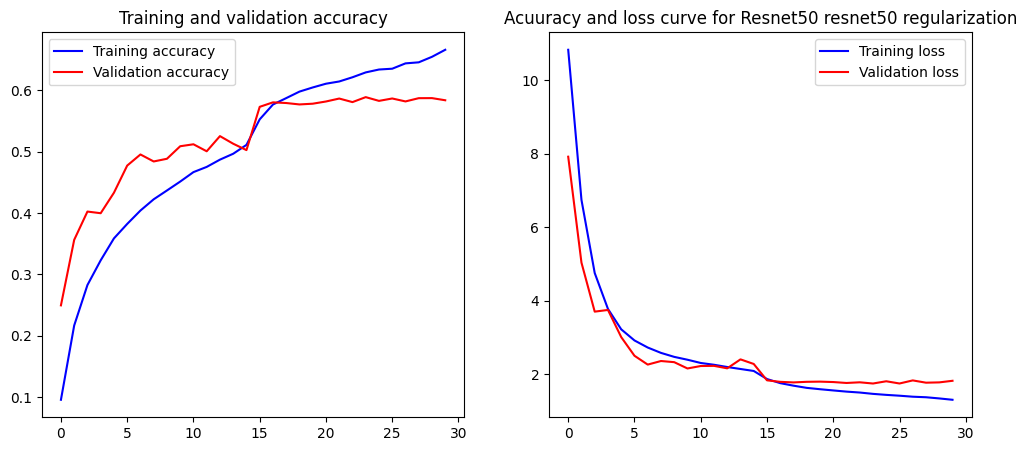 Training and validation accuracy
Training accuracy
Validation accuracy
0.6
0.5
0.4
0.3
0.2
0.1
0 5 10 15 20 25 30
Acuuracy and loss curve for Resnet50 resnet50 regularization
Training loss
Validation loss
10
8
6
4
2
0 5 10 15 20 25 30